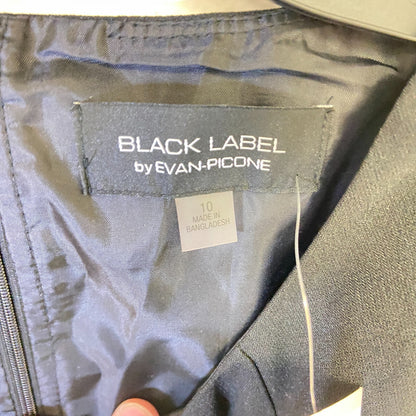 BLACK LABEL
by EVAN-PICONE
10
MADE IN
BANGLADESH